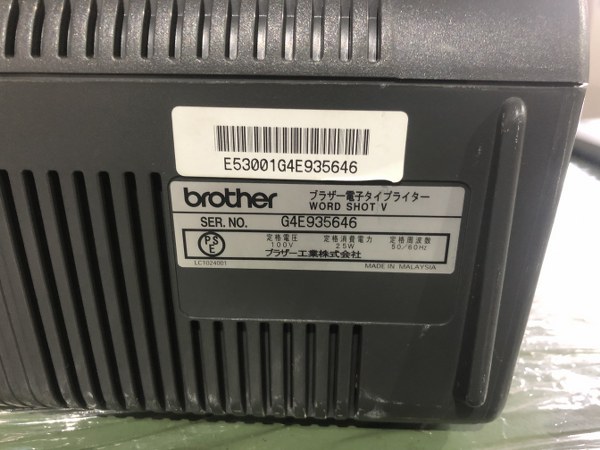 E53001G4E935646
brother ブラザー電子タイプライター
WORD SHOT V
SER. NO. G4E935646
PSE 定格電圧 定格消費電力 定格周波数
100V 25W 50/60Hz
ブラザー工業株式会社
LC1024001 MADE IN MALAYSIA